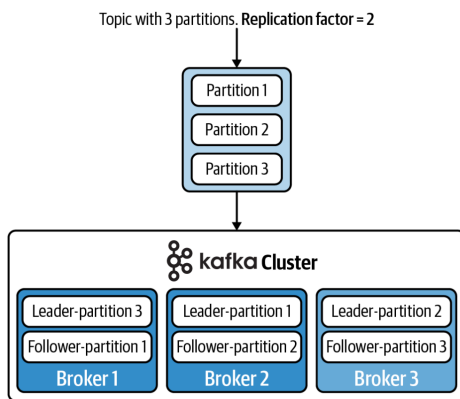 Topic with 3 partitions. Replication factor = 2
Partition 1
Partition 2
Partition 3
kafka Cluster
Leader-partition 3
Follower-partition 1
Broker 1
Leader-partition 1
Follower-partition 2
Broker 2
Leader-partition 2
Follower-partition 3
Broker 3